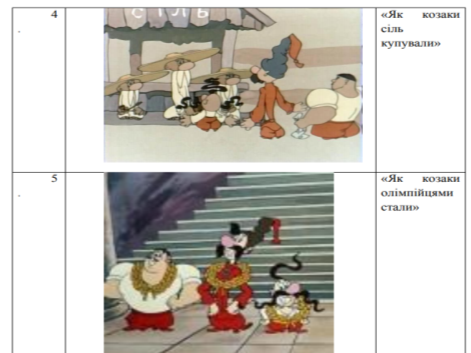 4
.
СІЛЬ
«Як козаки
сіль
купували»
5
.
«Як козаки
олімпійцями
стали»